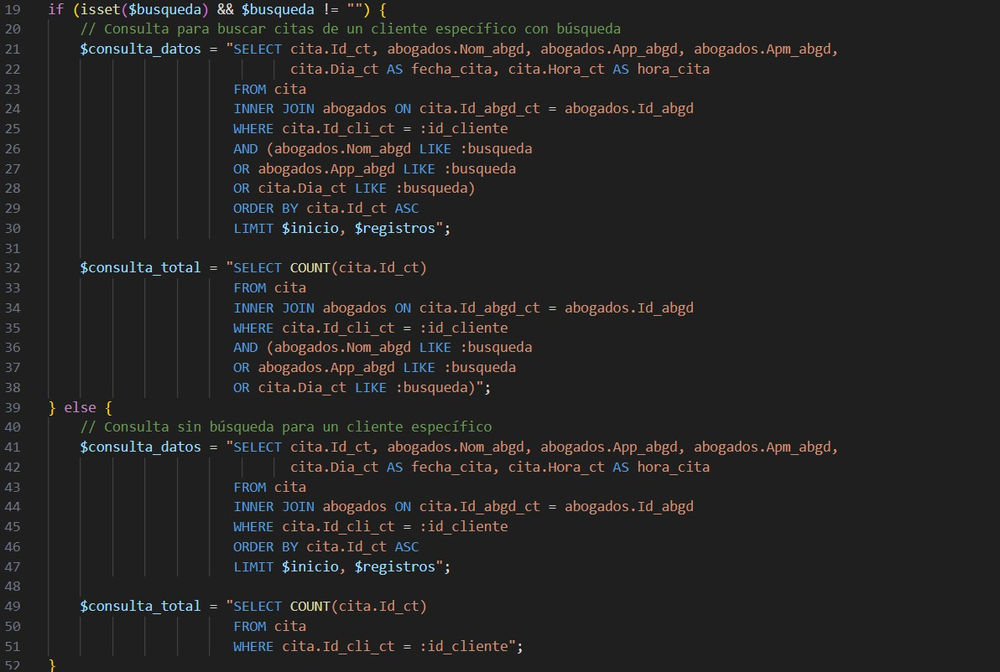 19 if (isset($busqueda) && $busqueda != "") {
20 // Consulta para buscar citas de un cliente específico con búsqueda
21 $consulta_datos = "SELECT cita.Id_ct, abogados.Nom_abgd, abogados.App_abgd, abogados.Apm_abgd,
22 cita.Dia_ct AS fecha_cita, cita.Hora_ct AS hora_cita
23 FROM cita
24 INNER JOIN abogados ON cita.Id_abgd_ct = abogados.Id_abgd
25 WHERE cita.Id_cli_ct = :id_cliente
26 AND (abogados.Nom_abgd LIKE :busqueda
27 OR abogados.App_abgd LIKE :busqueda
28 OR cita.Dia_ct LIKE :busqueda)
29 ORDER BY cita.Id_ct ASC
30 LIMIT $inicio, $registros";
31
32 $consulta_total = "SELECT COUNT(cita.Id_ct)
33 FROM cita
34 INNER JOIN abogados ON cita.Id_abgd_ct = abogados.Id_abgd
35 WHERE cita.Id_cli_ct = :id_cliente
36 AND (abogados.Nom_abgd LIKE :busqueda
37 OR abogados.App_abgd LIKE :busqueda
38 OR cita.Dia_ct LIKE :busqueda)";
39 } else {
40 // Consulta sin búsqueda para un cliente específico
41 $consulta_datos = "SELECT cita.Id_ct, abogados.Nom_abgd, abogados.App_abgd, abogados.Apm_abgd,
42 cita.Dia_ct AS fecha_cita, cita.Hora_ct AS hora_cita
43 FROM cita
44 INNER JOIN abogados ON cita.Id_abgd_ct = abogados.Id_abgd
45 WHERE cita.Id_cli_ct = :id_cliente
46 ORDER BY cita.Id_ct ASC
47 LIMIT $inicio, $registros";
48
49 $consulta_total = "SELECT COUNT(cita.Id_ct)
50 FROM cita
51 WHERE cita.Id_cli_ct = :id_cliente";
52 }